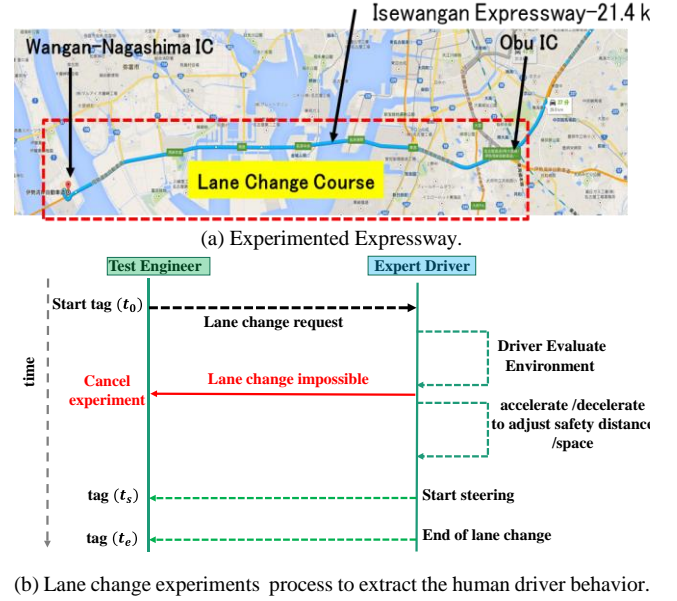 Isewangan Expressway-21.4 k
Wangan-Nagashima IC
Obu IC
Lane Change Course
(a) Experimented Expressway.
Test Engineer
Expert Driver
Start tag (t₀)
Lane change request
time
Driver Evaluate
Environment
Cancel
experiment
Lane change impossible
accelerate /decelerate
to adjust safety distance
/space
tag (tₛ)
Start steering
tag (tₑ)
End of lane change
(b) Lane change experiments process to extract the human driver behavior.